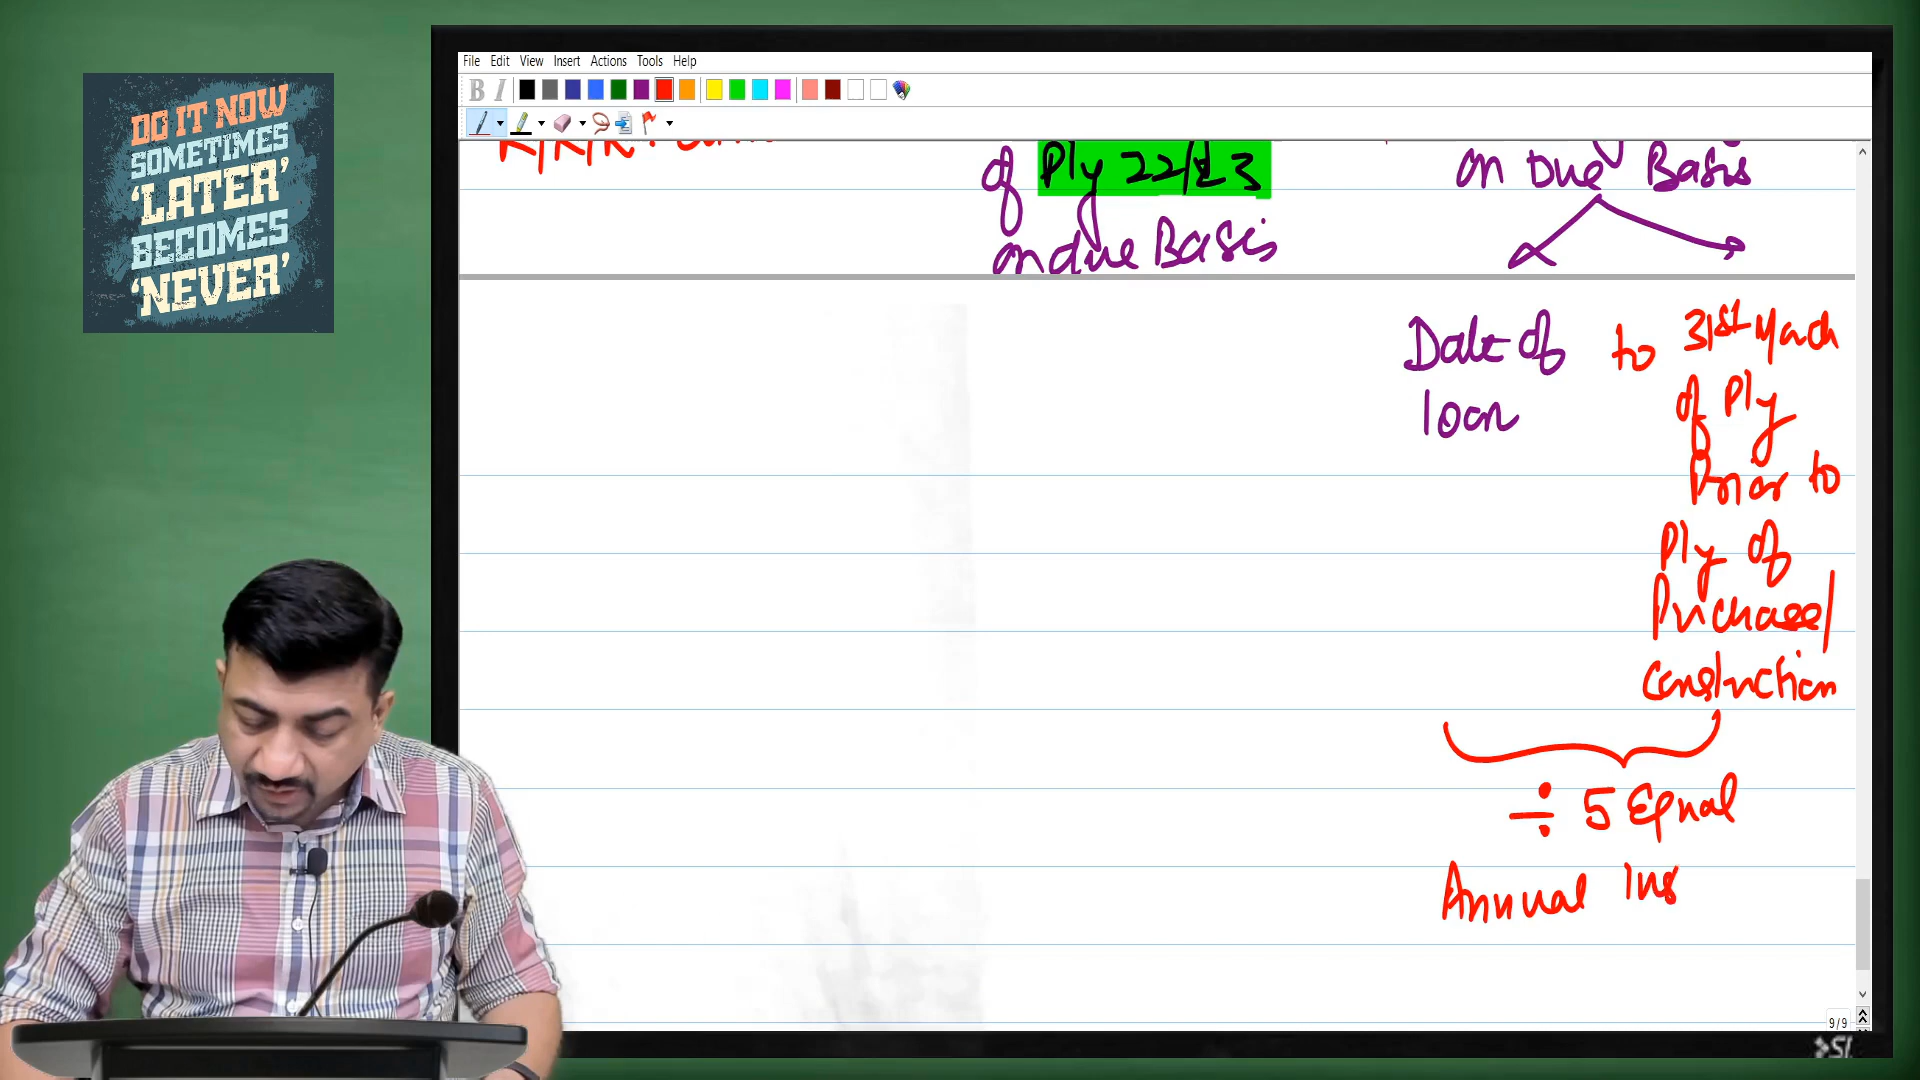 DO IT NOW
SOMETIMES
'LATER'
BECOMES
'NEVER'
File Edit View Insert Actions Tools Help
B I
of Ply 22/23
on due Basis
on Due Basis
Date of
loan
to 31st March
of Ply
Prior to
Ply of
Purchase/
Construction
÷ 5 Equal
Annual Ins
9/9